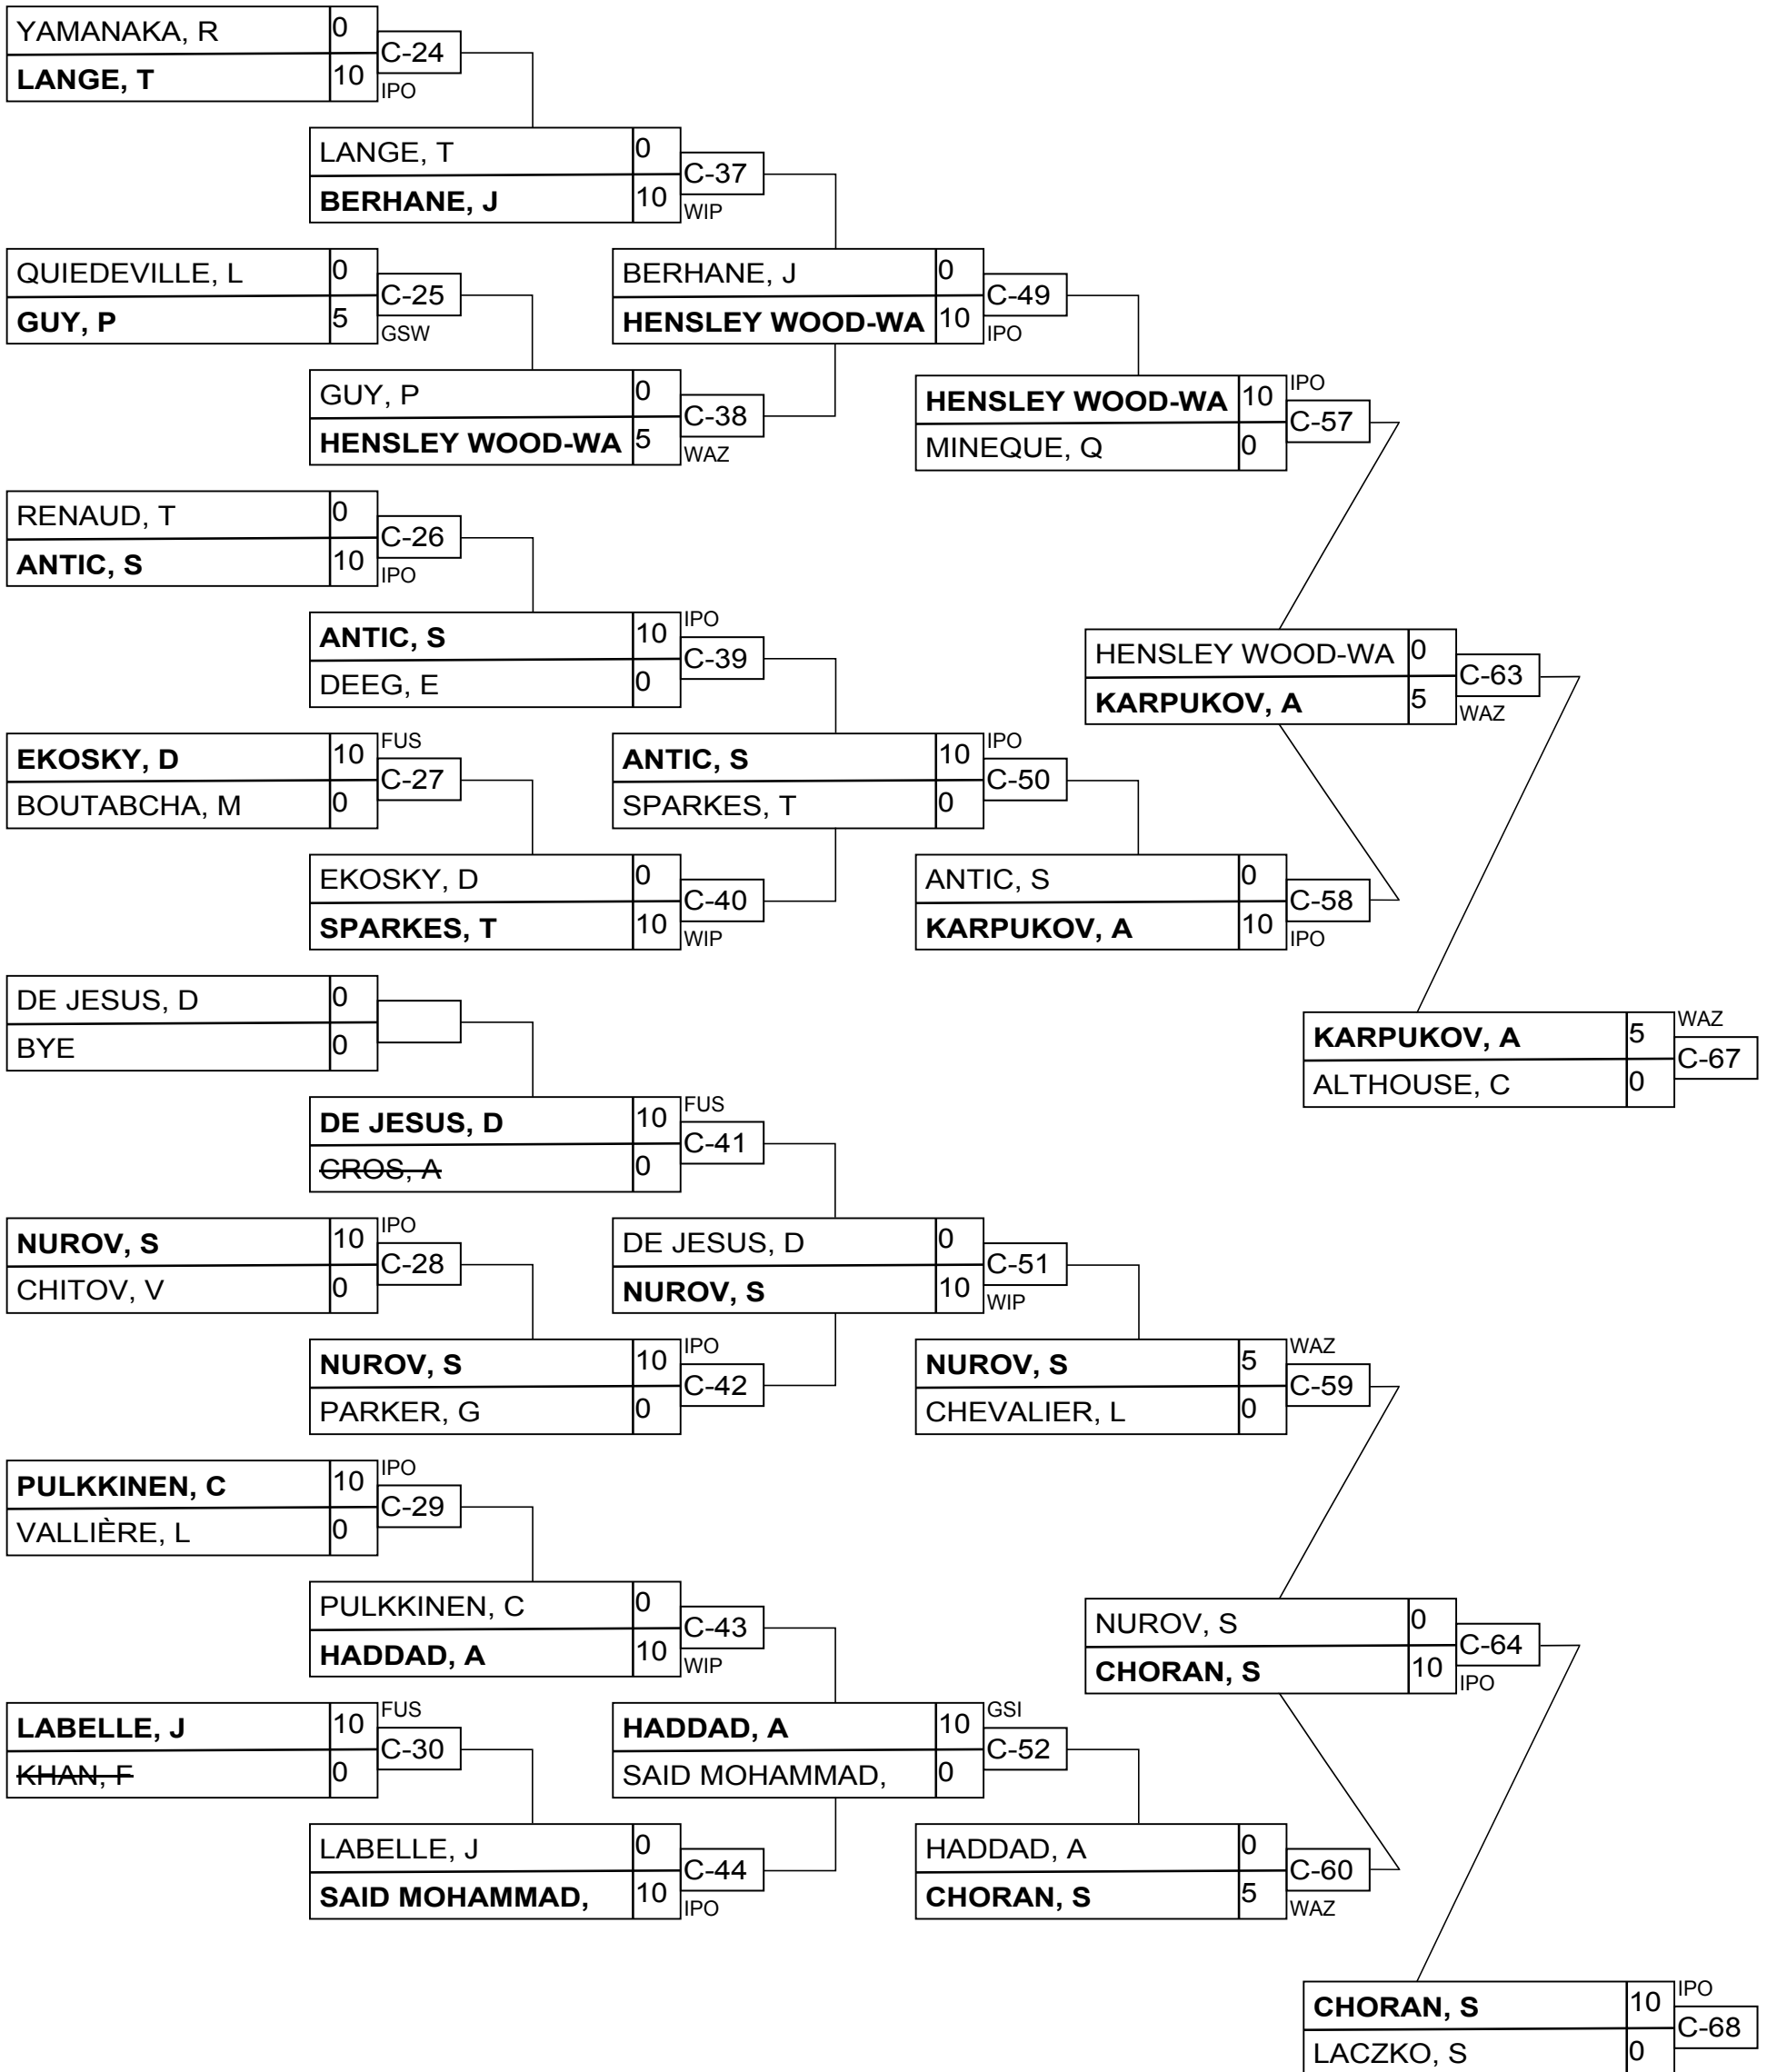 YAMANAKA, R 0
C-24
LANGE, T 10
IPO
LANGE, T 0
C-37
BERHANE, J 10
WIP
QUIEDEVILLE, L 0
C-25
GUY, P 5
GSW
BERHANE, J 0
C-49
HENSLEY WOOD-WA 10
IPO
GUY, P 0
C-38
HENSLEY WOOD-WA 5
WAZ
HENSLEY WOOD-WA 10
IPO
C-57
MINEQUE, Q 0
RENAUD, T 0
C-26
ANTIC, S 10
IPO
ANTIC, S 10
IPO
C-39
DEEG, E 0
HENSLEY WOOD-WA 0
C-63
KARPUKOV, A 5
WAZ
EKOSKY, D 10
FUS
C-27
BOUTABCHA, M 0
ANTIC, S 10
IPO
C-50
SPARKES, T 0
EKOSKY, D 0
C-40
SPARKES, T 10
WIP
ANTIC, S 0
C-58
KARPUKOV, A 10
IPO
DE JESUS, D 0
BYE 0
KARPUKOV, A 5
WAZ
C-67
ALTHOUSE, C 0
DE JESUS, D 10
FUS
C-41
CROS, A 0
NUROV, S 10
IPO
C-28
CHITOV, V 0
DE JESUS, D 0
C-51
NUROV, S 10
WIP
NUROV, S 10
IPO
C-42
PARKER, G 0
NUROV, S 5
WAZ
C-59
CHEVALIER, L 0
PULKKINEN, C 10
IPO
C-29
VALLIÈRE, L 0
PULKKINEN, C 0
C-43
HADDAD, A 10
WIP
NUROV, S 0
C-64
CHORAN, S 10
IPO
LABELLE, J 10
FUS
C-30
KHAN, F 0
HADDAD, A 10
GSI
C-52
SAID MOHAMMAD, 0
LABELLE, J 0
C-44
SAID MOHAMMAD, 10
IPO
HADDAD, A 0
C-60
CHORAN, S 5
WAZ
CHORAN, S 10
IPO
C-68
LACZKO, S 0